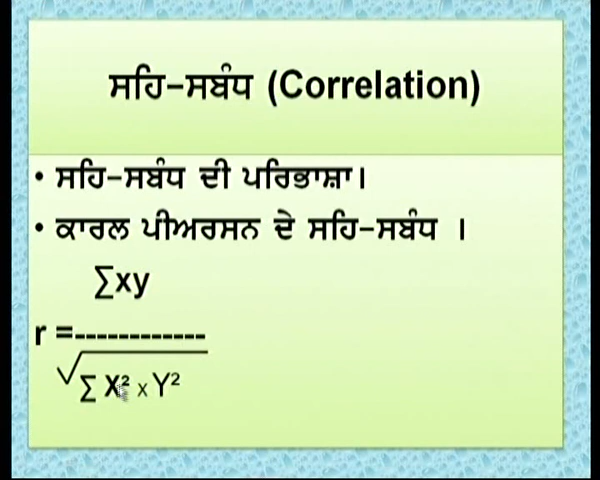 ਸਹਿ-ਸਬੰਧ (Correlation)
• ਸਹਿ-ਸਬੰਧ ਦੀ ਪਰਿਭਾਸ਼ਾ।
• ਕਾਰਲ ਪੀਅਰਸਨ ਦੇ ਸਹਿ-ਸਬੰਧ ।
∑xy
r =------------
√∑ X² x Y²